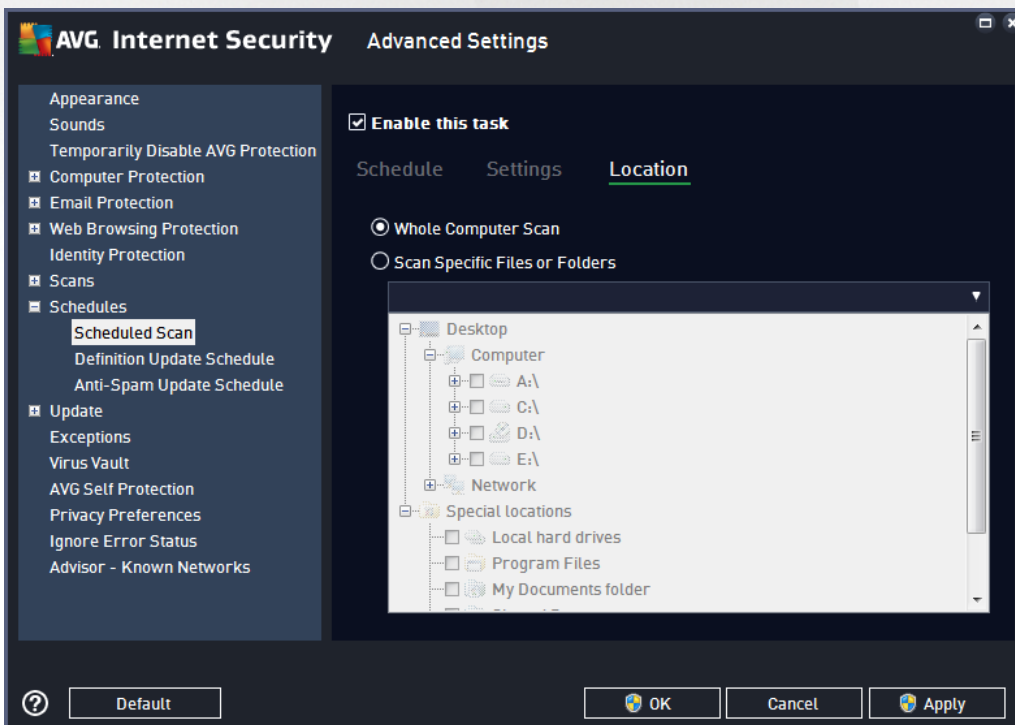 AVG. Internet Security Advanced Settings
Appearance
Sounds
Temporarily Disable AVG Protection
Computer Protection
Email Protection
Web Browsing Protection
Identity Protection
Scans
Schedules
Scheduled Scan
Definition Update Schedule
Anti-Spam Update Schedule
Update
Exceptions
Virus Vault
AVG Self Protection
Privacy Preferences
Ignore Error Status
Advisor - Known Networks
Enable this task
Schedule Settings Location
Whole Computer Scan
Scan Specific Files or Folders
Desktop
Computer
A:\
C:\
D:\
E:\
Network
Special locations
Local hard drives
Program Files
My Documents folder
? Default OK Cancel Apply